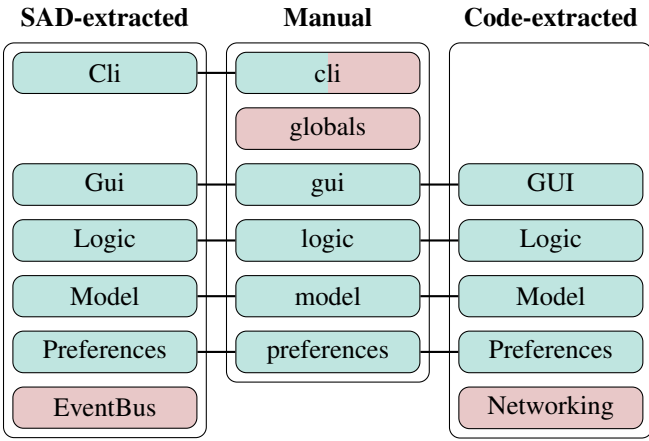 SAD-extracted Manual Code-extracted
Cli cli
globals
Gui gui GUI
Logic logic Logic
Model model Model
Preferences preferences Preferences
EventBus Networking